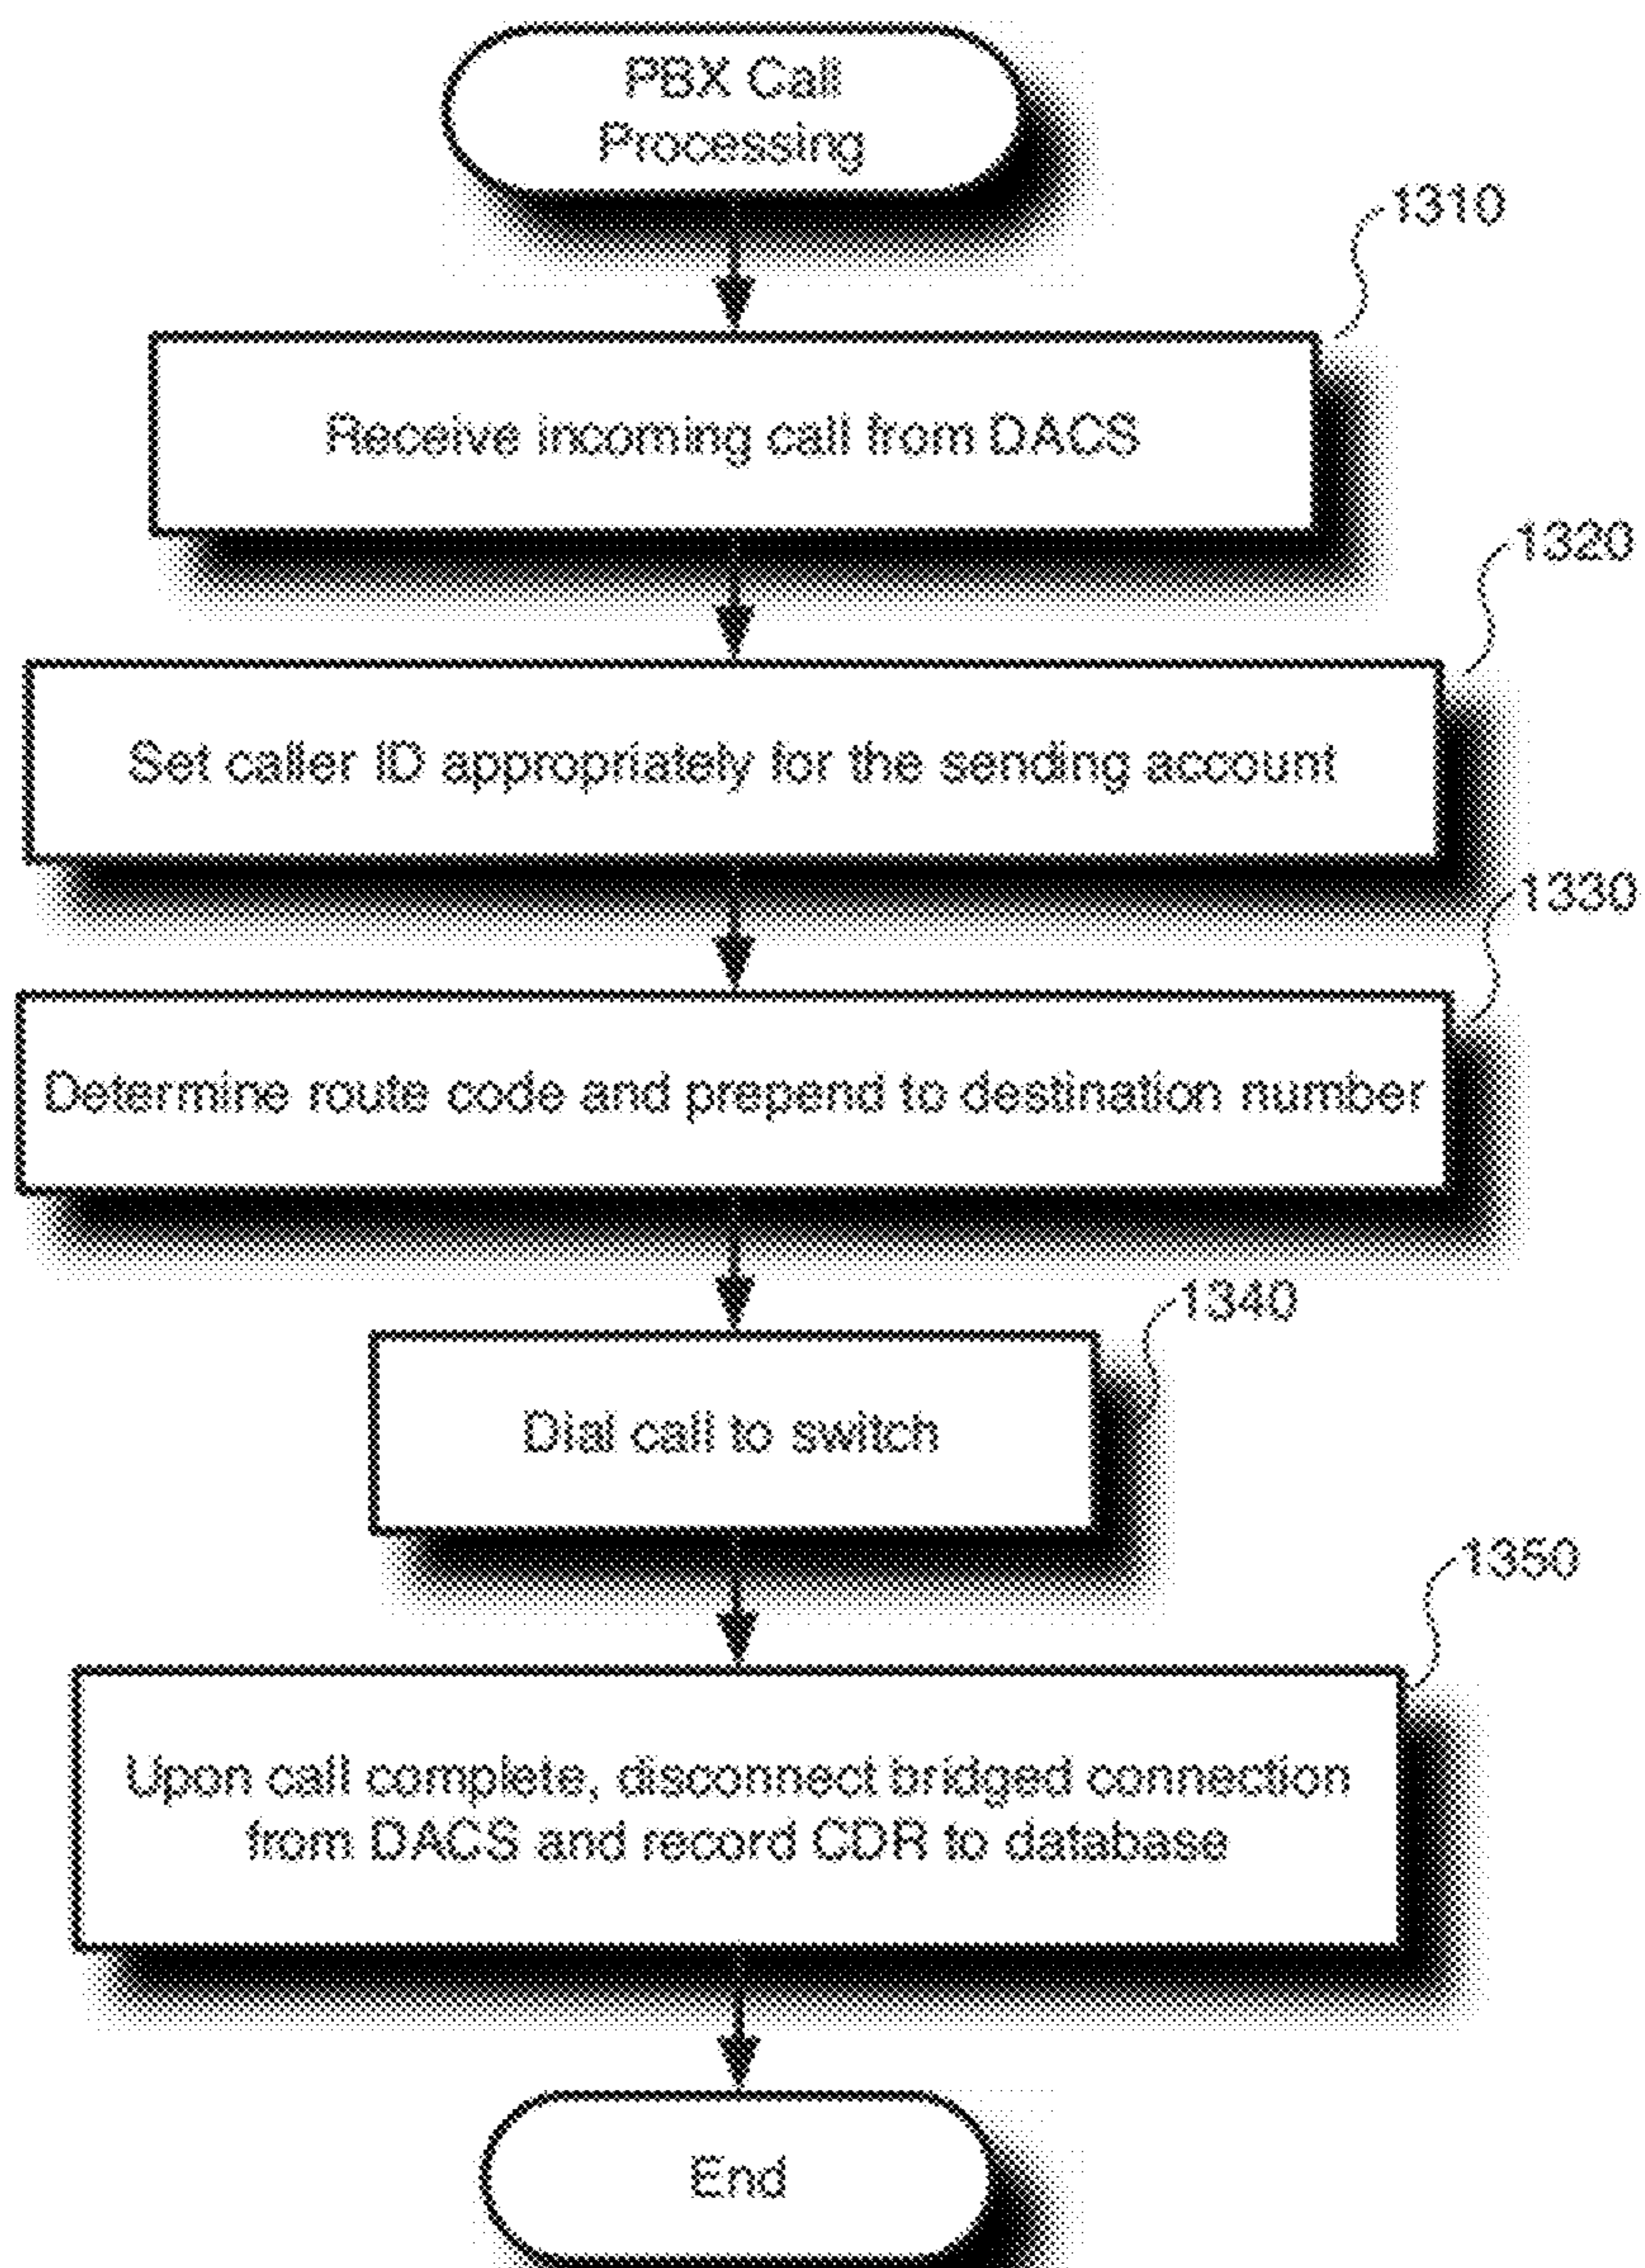 PBX Call
Processing
1310
Receive incoming call from DACS
1320
Set caller ID appropriately for the sending account
1330
Determine route code and prepend to destination number
1340
Dial call to switch
1350
Upon call complete, disconnect bridged connection
from DACS and record CDR to database
End